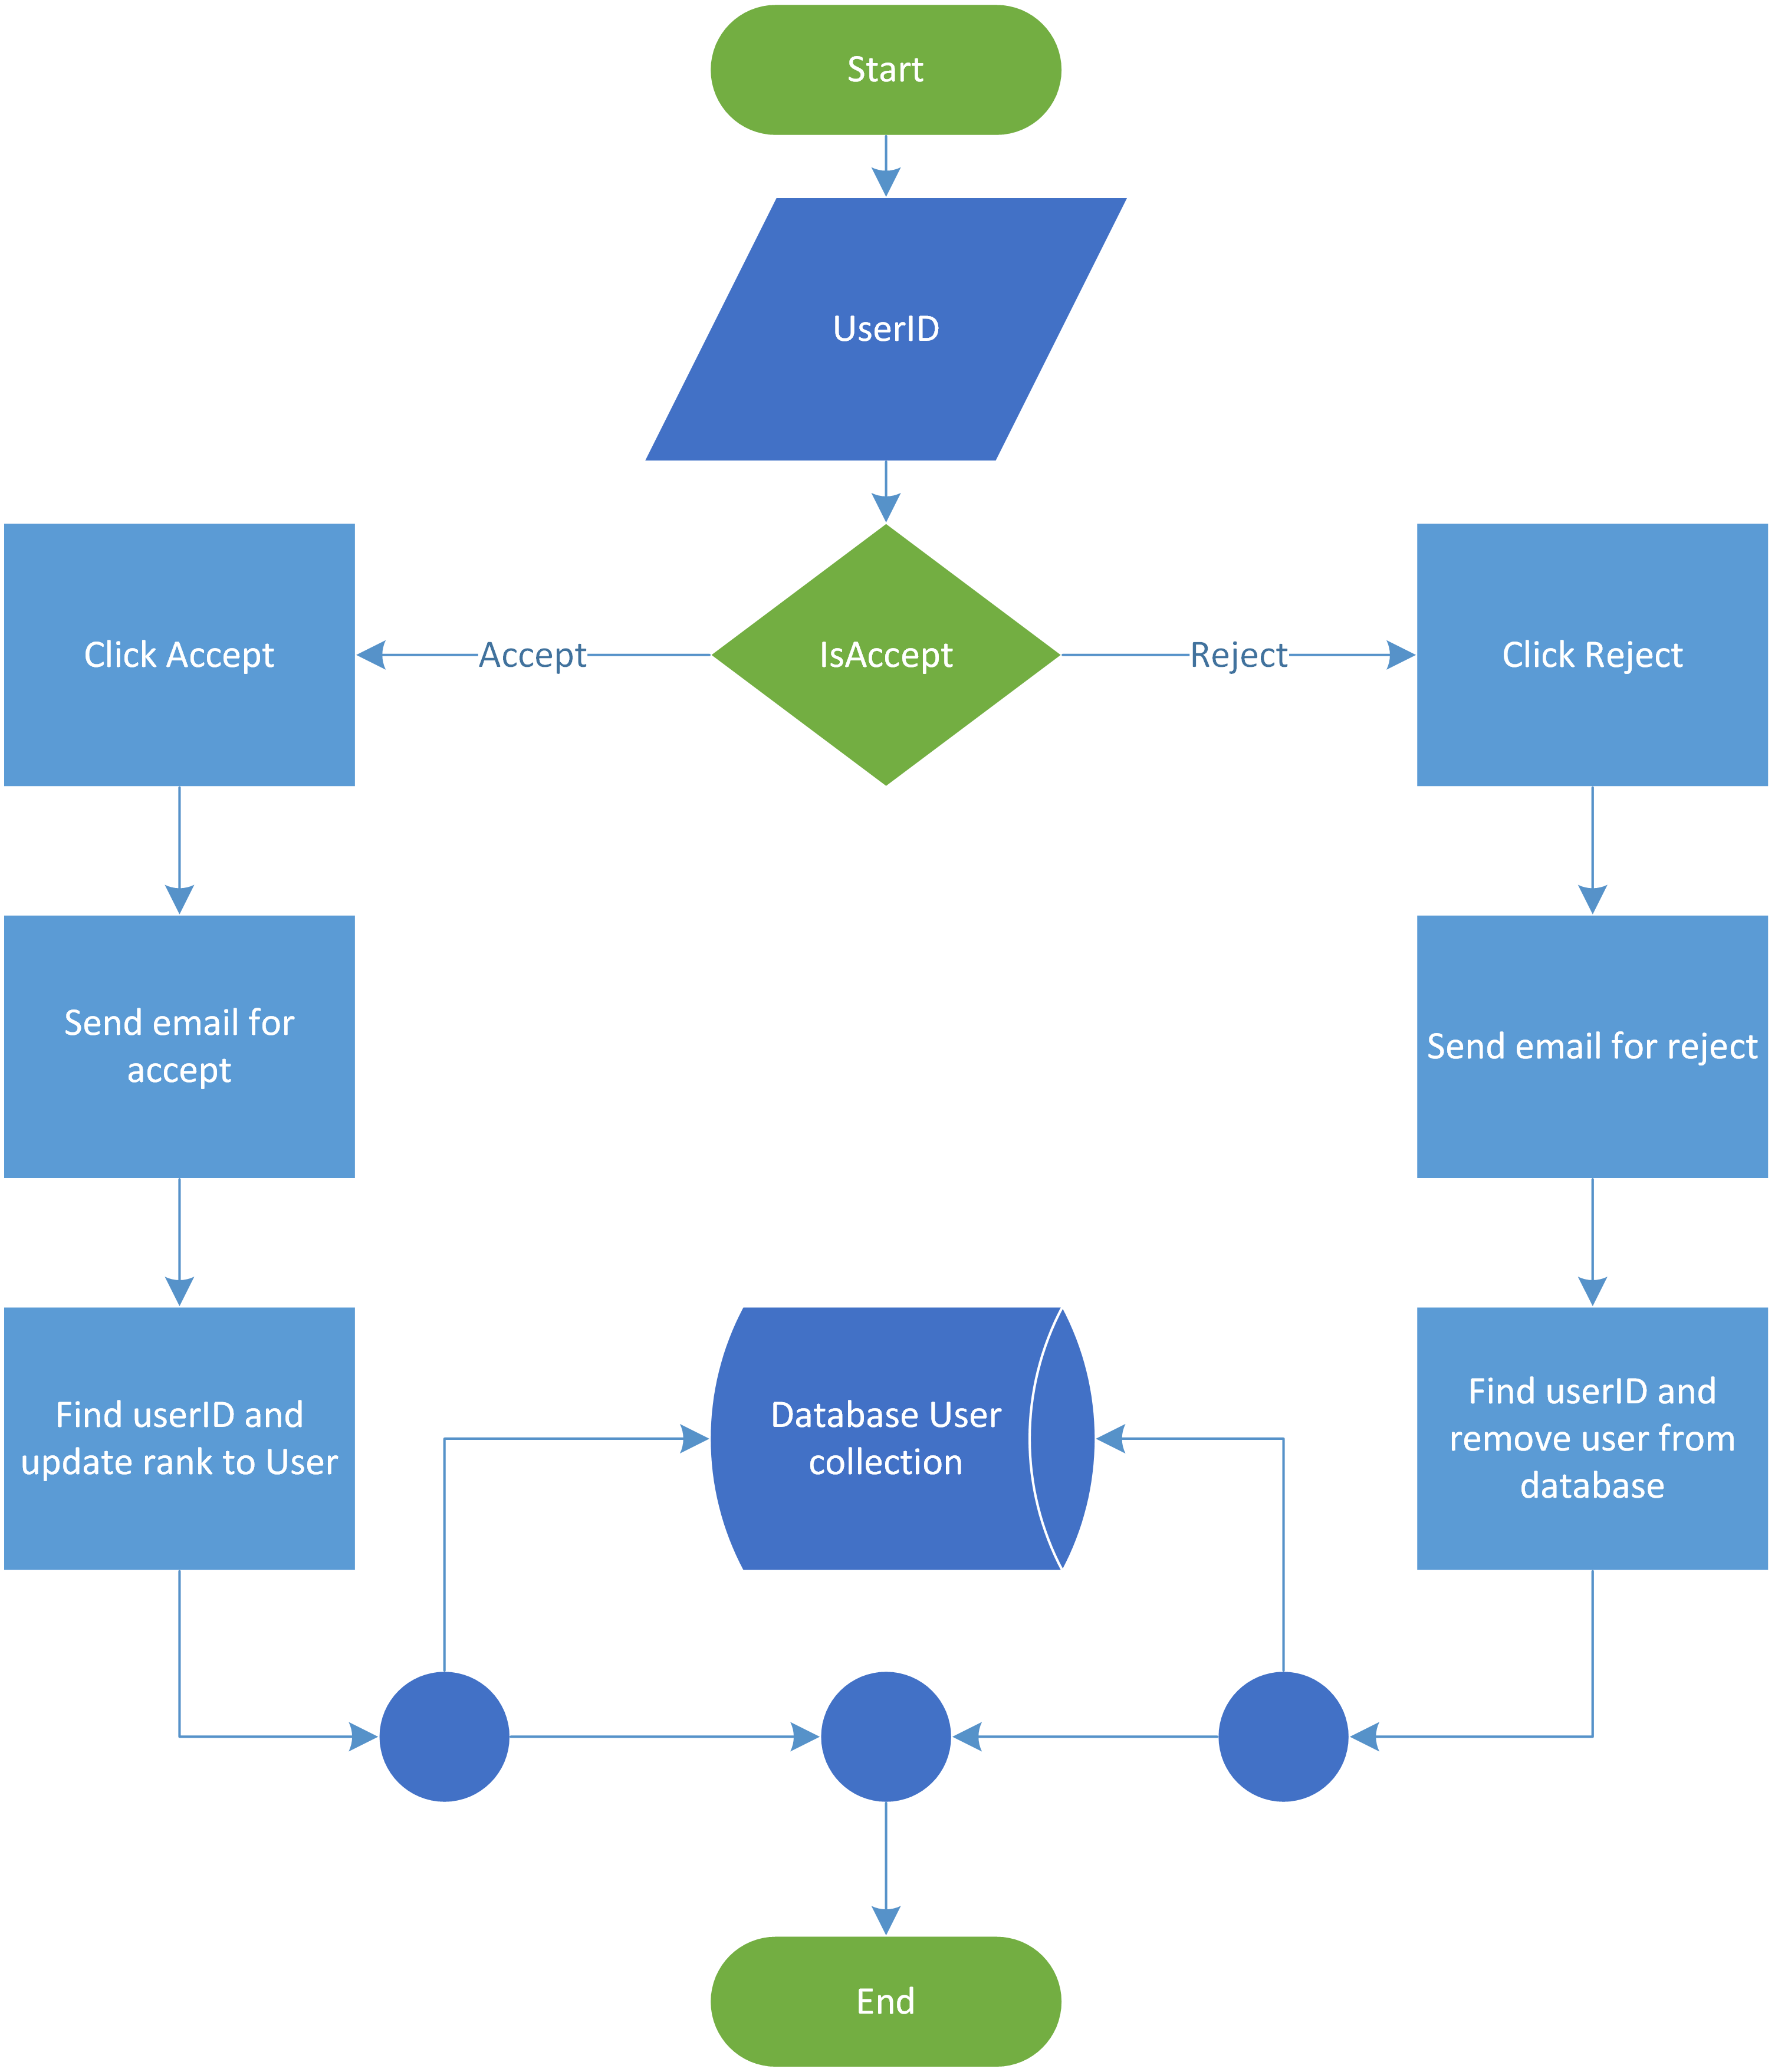 Start
UserID
Click Accept
Accept
IsAccept
Reject
Click Reject
Send email for
accept
Send email for reject
Find userID and
update rank to User
Database User
collection
Find userID and
remove user from
database
End